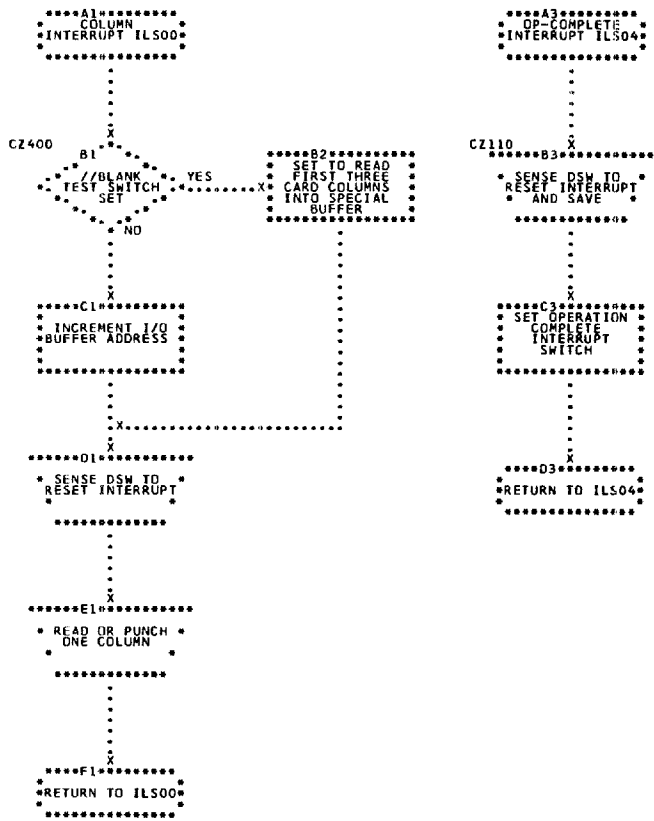 A1
COLUMN
INTERRUPT ILS00
CZ400
B1
//BLANK
TEST SWITCH
SET
YES
NO
B2
SET TO READ
FIRST THREE
CARD COLUMNS
INTO SPECIAL
BUFFER
C1
INCREMENT I/O
BUFFER ADDRESS
X
D1
SENSE DSW TO
RESET INTERRUPT
E1
READ OR PUNCH
ONE COLUMN
F1
RETURN TO ILS00
A3
OP-COMPLETE
INTERRUPT ILS04
CZ110
B3
SENSE DSW TO
RESET INTERRUPT
AND SAVE
C3
SET OPERATION
COMPLETE
INTERRUPT
SWITCH
D3
RETURN TO ILS04